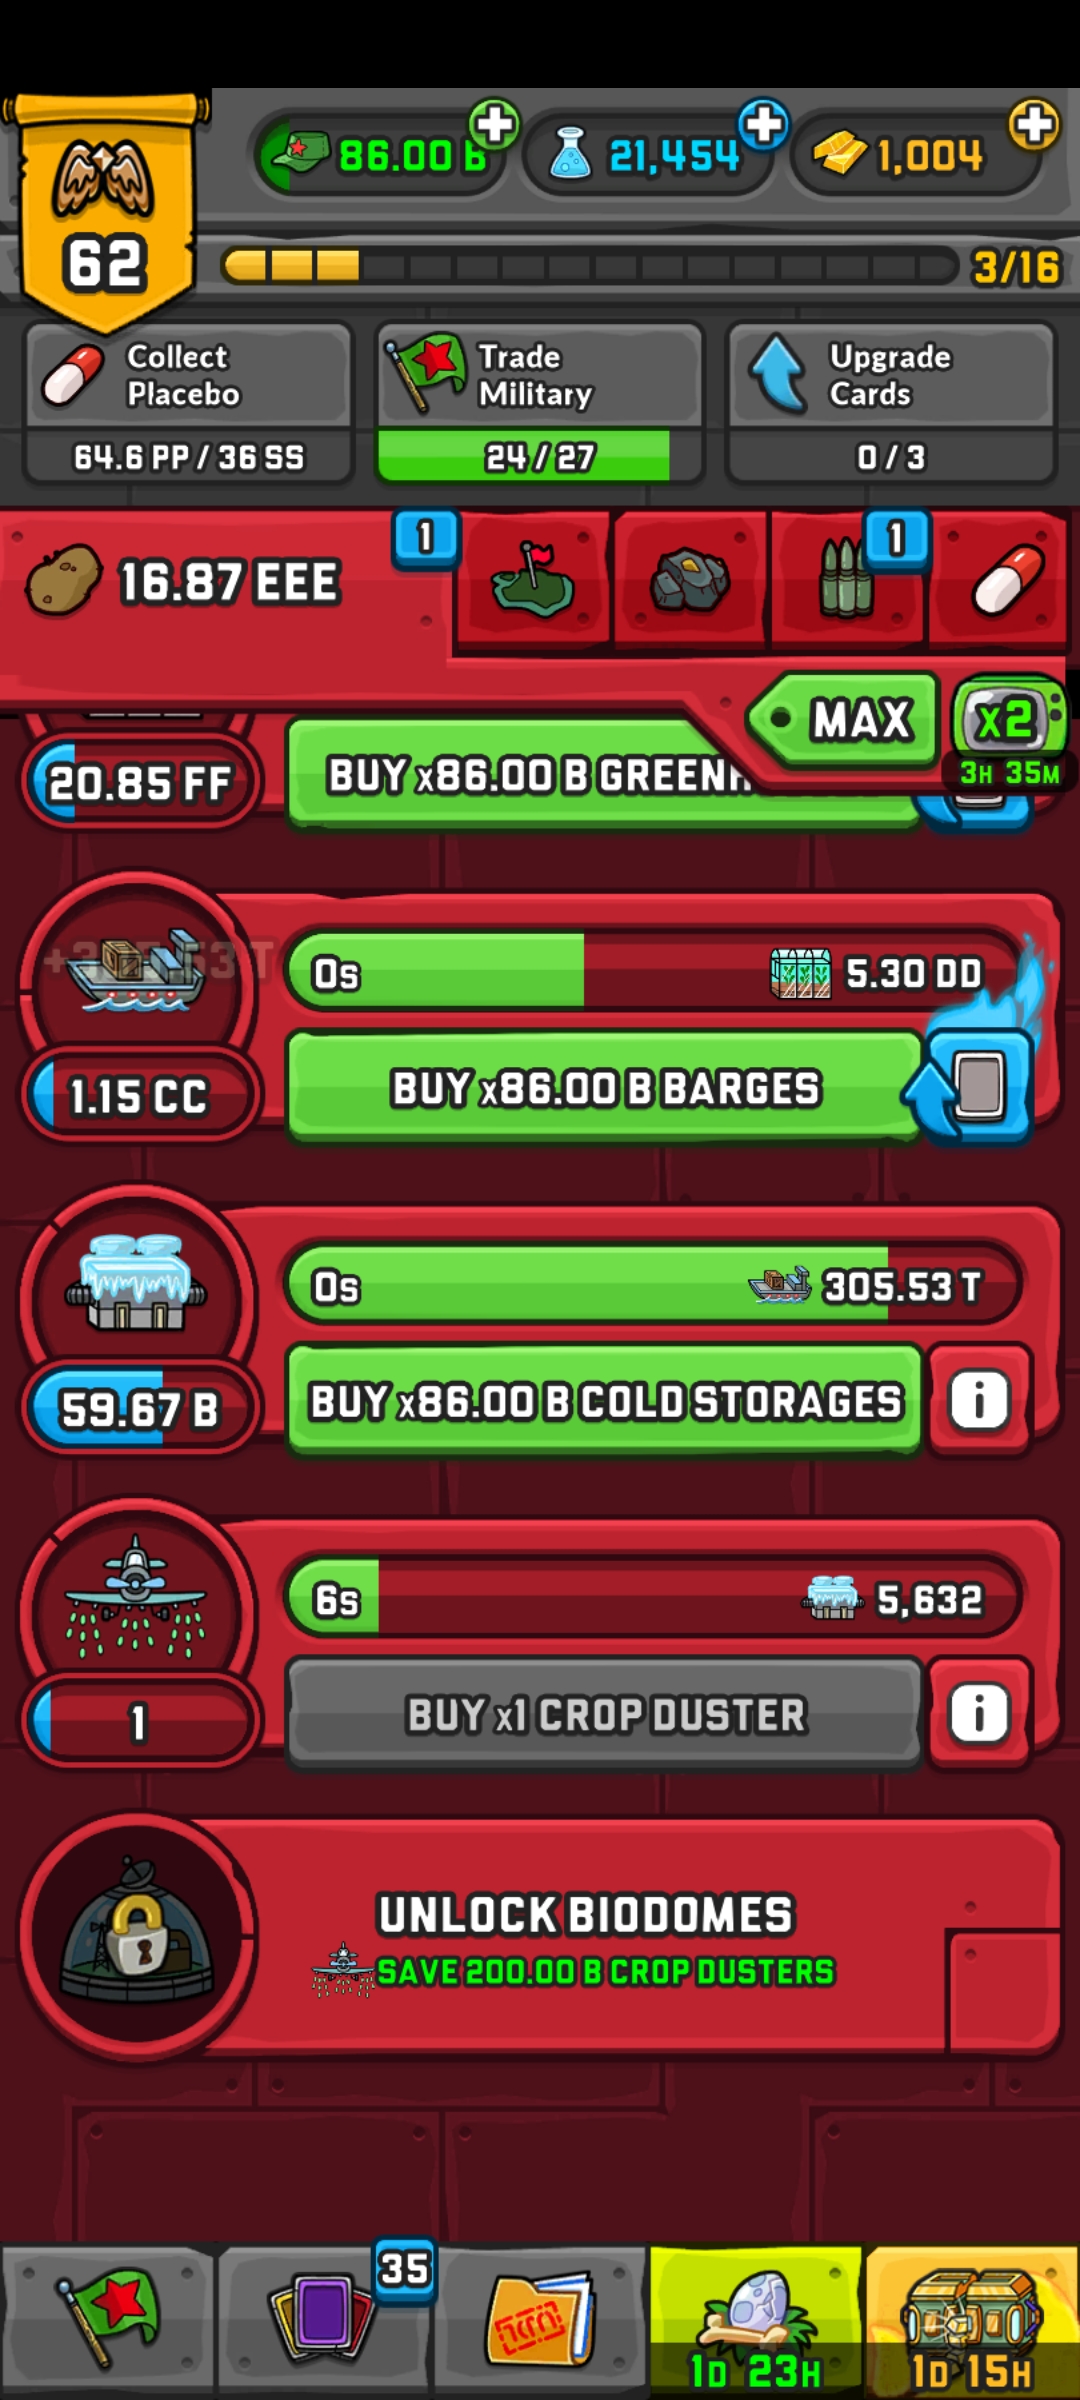 86.00 B
21,454
1,004
62
3/16
Collect
Placebo
64.6 PP / 36 SS
Trade
Military
24 / 27
Upgrade
Cards
0 / 3
16.87 EEE
1
1
MAX
x2
3H 35M
20.85 FF
BUY x86.00 B
0s
5.30 DD
1.15 CC
BUY x86.00 B BARGES
0s
305.53 T
59.67 B
BUY x86.00 B COLD STORAGES
i
6s
5,632
1
BUY x1 CROP DUSTER
i
UNLOCK BIODOMES
SAVE 200.00 B CROP DUSTERS
35
1D 23H
1D 15H